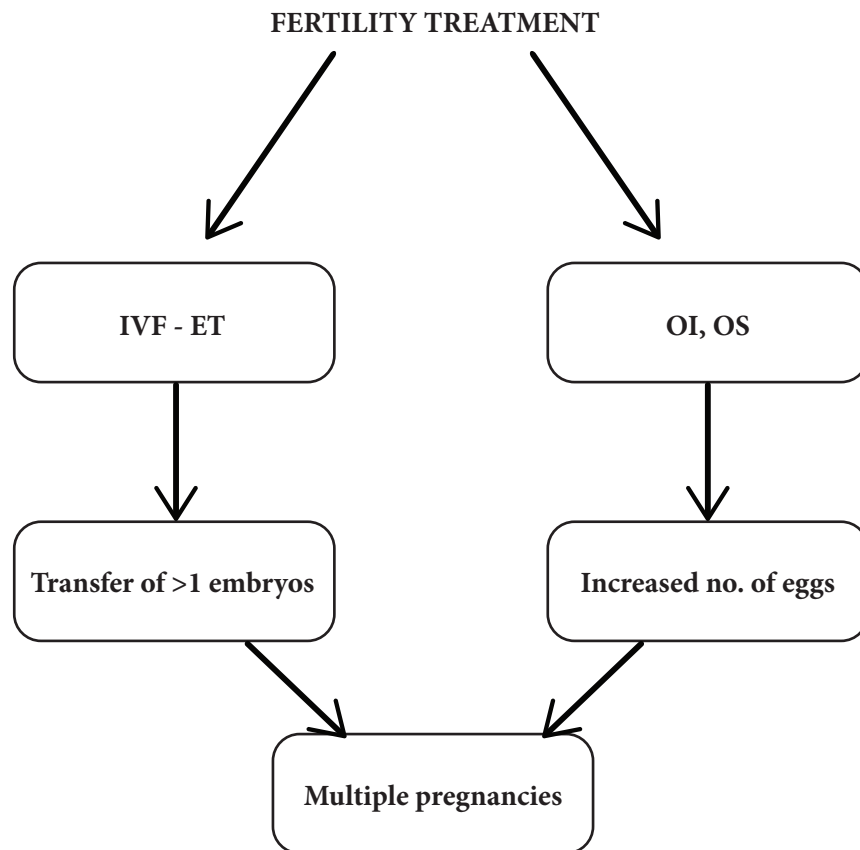 FERTILITY TREATMENT
IVF - ET
OI, OS
Transfer of >1 embryos
Increased no. of eggs
Multiple pregnancies